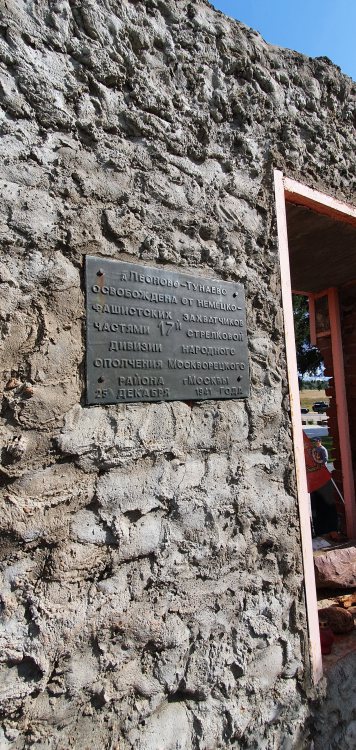 д. Леоново-Тунаево
освобождена от немецко-
фашистских захватчиков
частями 17й стрелковой
дивизии народного
ополчения Москворецкого
района г.Москвы
25 декабря 1941 года